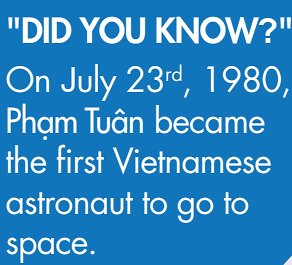 "DID YOU KNOW?"
On July 23rd, 1980,
Phạm Tuân became
the first Vietnamese
astronaut to go to
space.